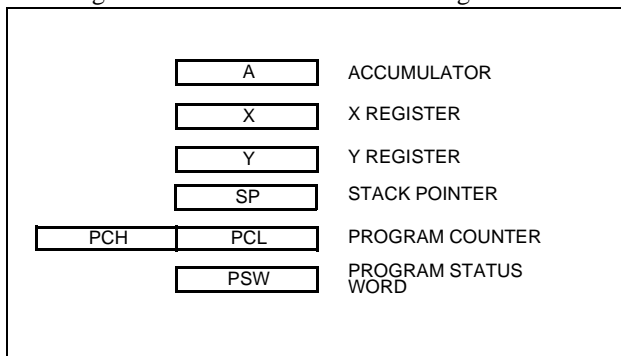 A ACCUMULATOR
X X REGISTER
Y Y REGISTER
SP STACK POINTER
PCH PCL PROGRAM COUNTER
PSW PROGRAM STATUS
WORD